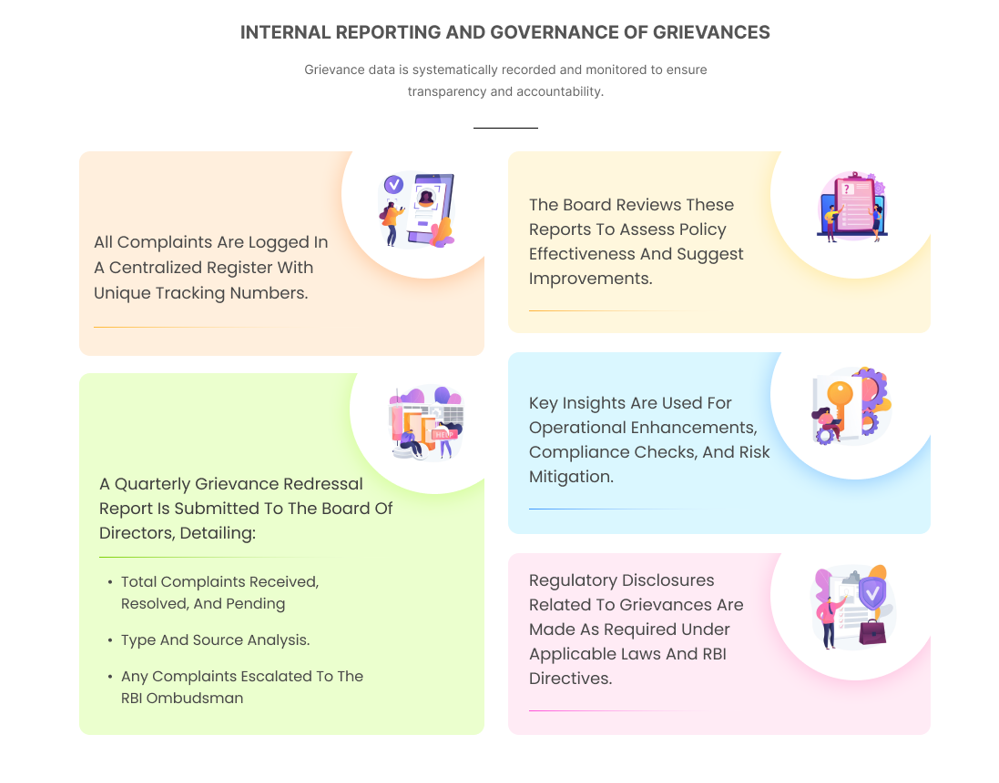 INTERNAL REPORTING AND GOVERNANCE OF GRIEVANCES
Grievance data is systematically recorded and monitored to ensure
transparency and accountability.
All Complaints Are Logged In
A Centralized Register With
Unique Tracking Numbers.
A Quarterly Grievance Redressal
Report Is Submitted To The Board Of
Directors, Detailing:
• Total Complaints Received,
Resolved, And Pending
• Type And Source Analysis.
• Any Complaints Escalated To The
RBI Ombudsman
The Board Reviews These
Reports To Assess Policy
Effectiveness And Suggest
Improvements.
?
Key Insights Are Used For
Operational Enhancements,
Compliance Checks, And Risk
Mitigation.
Regulatory Disclosures
Related To Grievances Are
Made As Required Under
Applicable Laws And RBI
Directives.